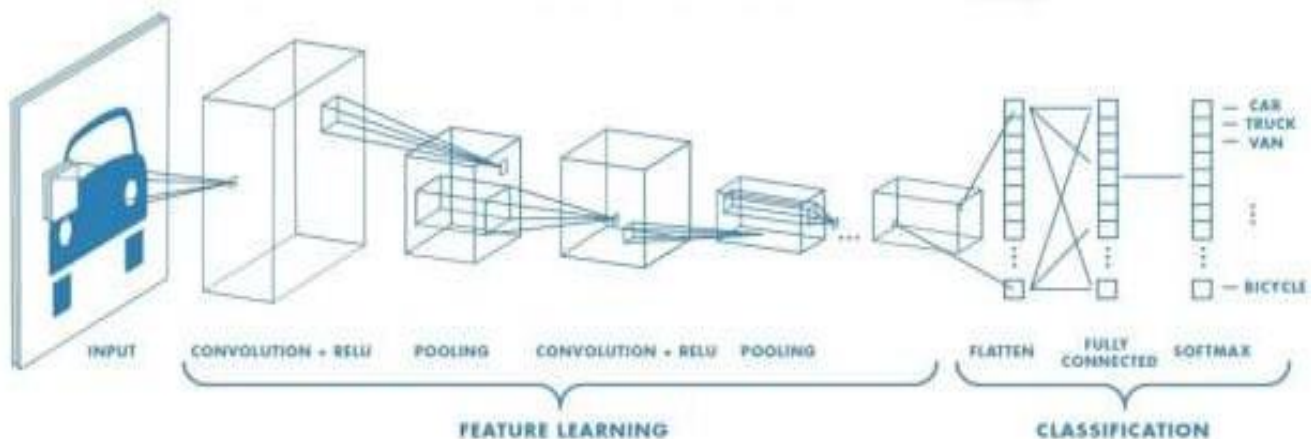 CAR
TRUCK
VAN
BICYCLE
INPUT
CONVOLUTION + RELU
POOLING
CONVOLUTION + RELU
POOLING
FLATTEN
FULLY
CONNECTED
SOFTMAX
FEATURE LEARNING
CLASSIFICATION